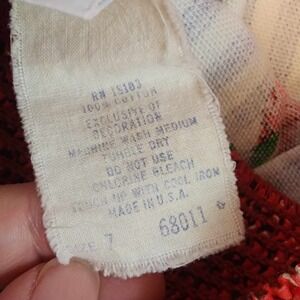 RN 15103
100% COTTON
EXCLUSIVE OF
DECORATION
MACHINE WASH MEDIUM
TUMBLE DRY
DO NOT USE
CHLORINE BLEACH
TOUCH UP WITH COOL IRON
MADE IN U.S.A.
SIZE 7 68011